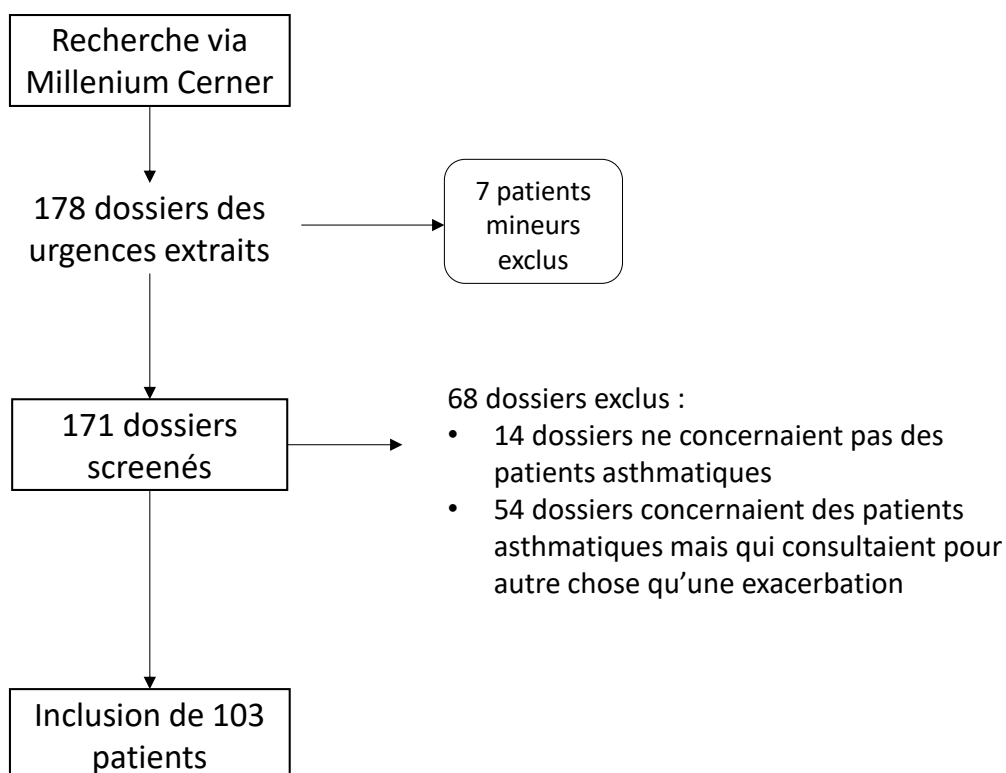 Recherche via
Millenium Cerner
178 dossiers des
urgences extraits
7 patients
mineurs
exclus
171 dossiers
screenés
68 dossiers exclus :
• 14 dossiers ne concernaient pas des
patients asthmatiques
• 54 dossiers concernaient des patients
asthmatiques mais qui consultaient pour
autre chose qu’une exacerbation
Inclusion de 103
patients